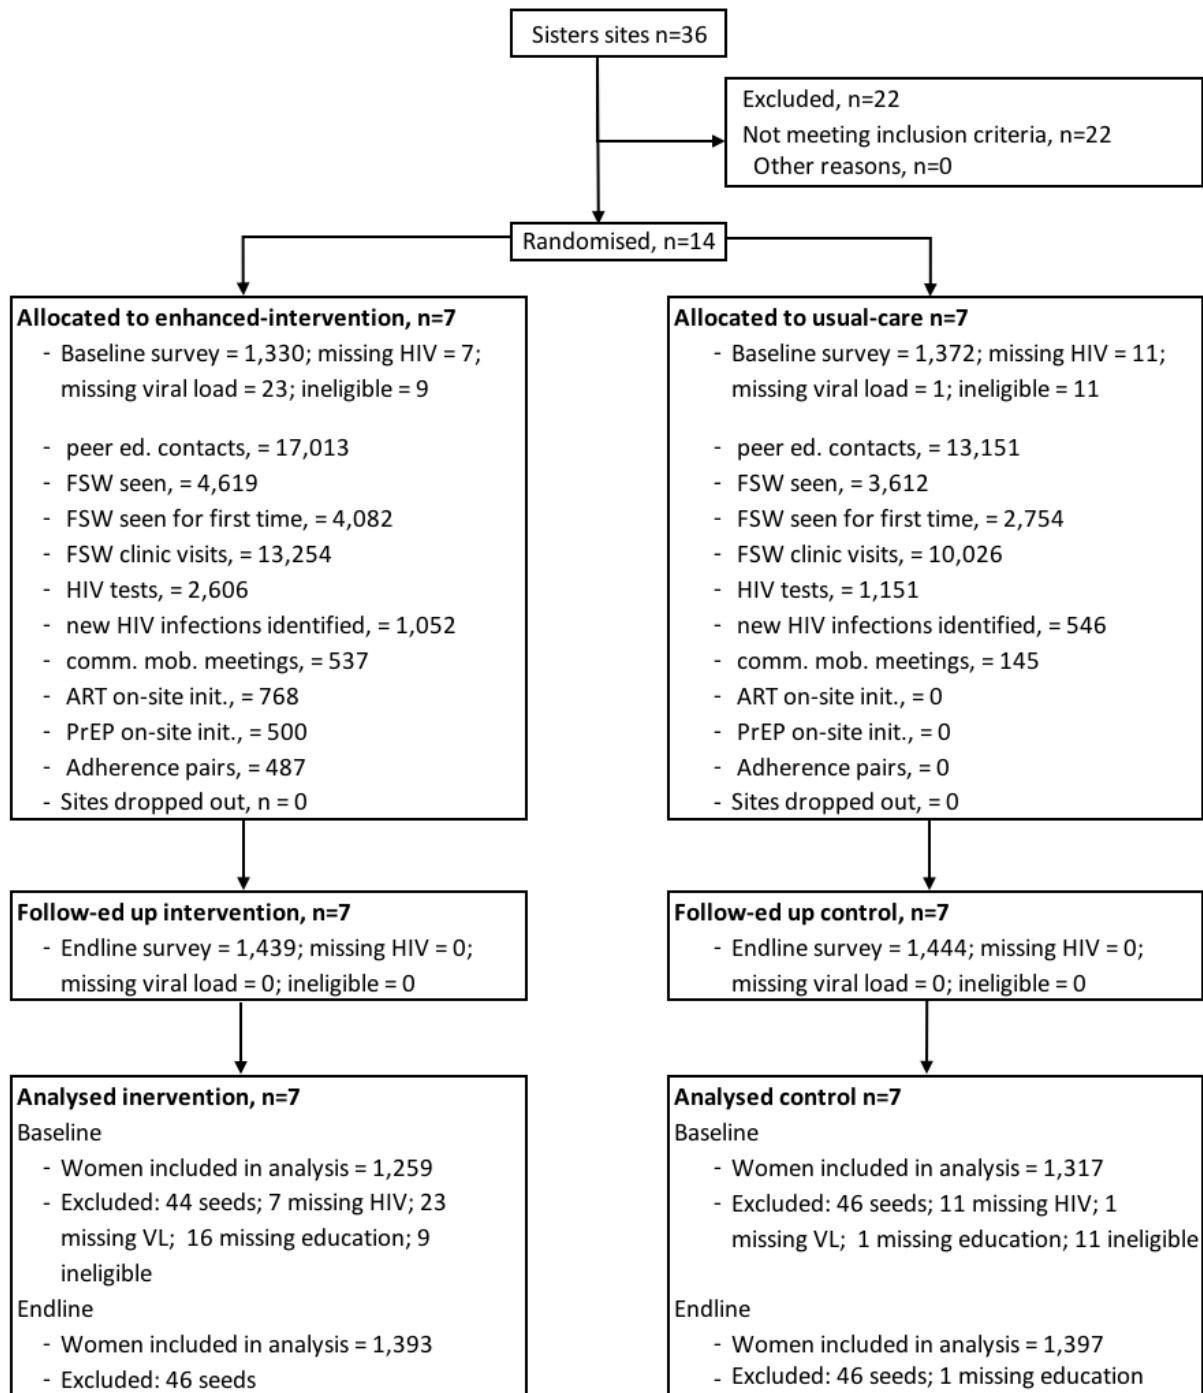 Sisters sites n=36
Excluded, n=22
Not meeting inclusion criteria, n=22
Other reasons, n=0
Randomised, n=14
Allocated to enhanced-intervention, n=7
- Baseline survey = 1,330; missing HIV = 7;
missing viral load = 23; ineligible = 9
- peer ed. contacts, = 17,013
- FSW seen, = 4,619
- FSW seen for first time, = 4,082
- FSW clinic visits, = 13,254
- HIV tests, = 2,606
- new HIV infections identified, = 1,052
- comm. mob. meetings, = 537
- ART on-site init., = 768
- PrEP on-site init., = 500
- Adherence pairs, = 487
- Sites dropped out, n = 0
Allocated to usual-care n=7
- Baseline survey = 1,372; missing HIV = 11;
missing viral load = 1; ineligible = 11
- peer ed. contacts, = 13,151
- FSW seen, = 3,612
- FSW seen for first time, = 2,754
- FSW clinic visits, = 10,026
- HIV tests, = 1,151
- new HIV infections identified, = 546
- comm. mob. meetings, = 145
- ART on-site init., = 0
- PrEP on-site init., = 0
- Adherence pairs, = 0
- Sites dropped out, = 0
Follow-ed up intervention, n=7
- Endline survey = 1,439; missing HIV = 0;
missing viral load = 0; ineligible = 0
Follow-ed up control, n=7
- Endline survey = 1,444; missing HIV = 0;
missing viral load = 0; ineligible = 0
Analysed inervention, n=7
Baseline
- Women included in analysis = 1,259
- Excluded: 44 seeds; 7 missing HIV; 23
missing VL; 16 missing education; 9
ineligible
Endline
- Women included in analysis = 1,393
- Excluded: 46 seeds
Analysed control n=7
Baseline
- Women included in analysis = 1,317
- Excluded: 46 seeds; 11 missing HIV; 1
missing VL; 1 missing education; 11 ineligible
Endline
- Women included in analysis = 1,397
- Excluded: 46 seeds; 1 missing education